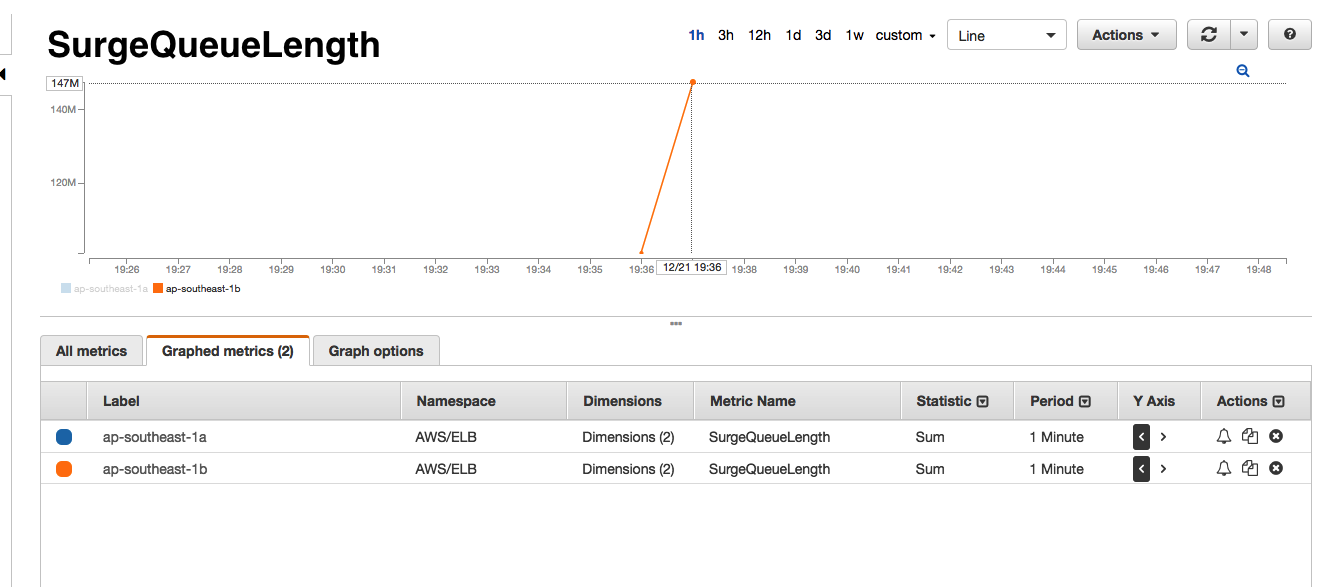 SurgeQueueLength
1h 3h 12h 1d 3d 1w custom Line Actions ?
147M
140M
120M
19:26 19:27 19:28 19:29 19:30 19:31 19:32 19:33 19:34 19:35 19:36 12/21 19:36 19:38 19:39 19:40 19:41 19:42 19:43 19:44 19:45 19:46 19:47 19:48
ap-southeast-1a ap-southeast-1b
All metrics Graphed metrics (2) Graph options
Label Namespace Dimensions Metric Name Statistic Period Y Axis Actions
ap-southeast-1a AWS/ELB Dimensions (2) SurgeQueueLength Sum 1 Minute < >
ap-southeast-1b AWS/ELB Dimensions (2) SurgeQueueLength Sum 1 Minute < >